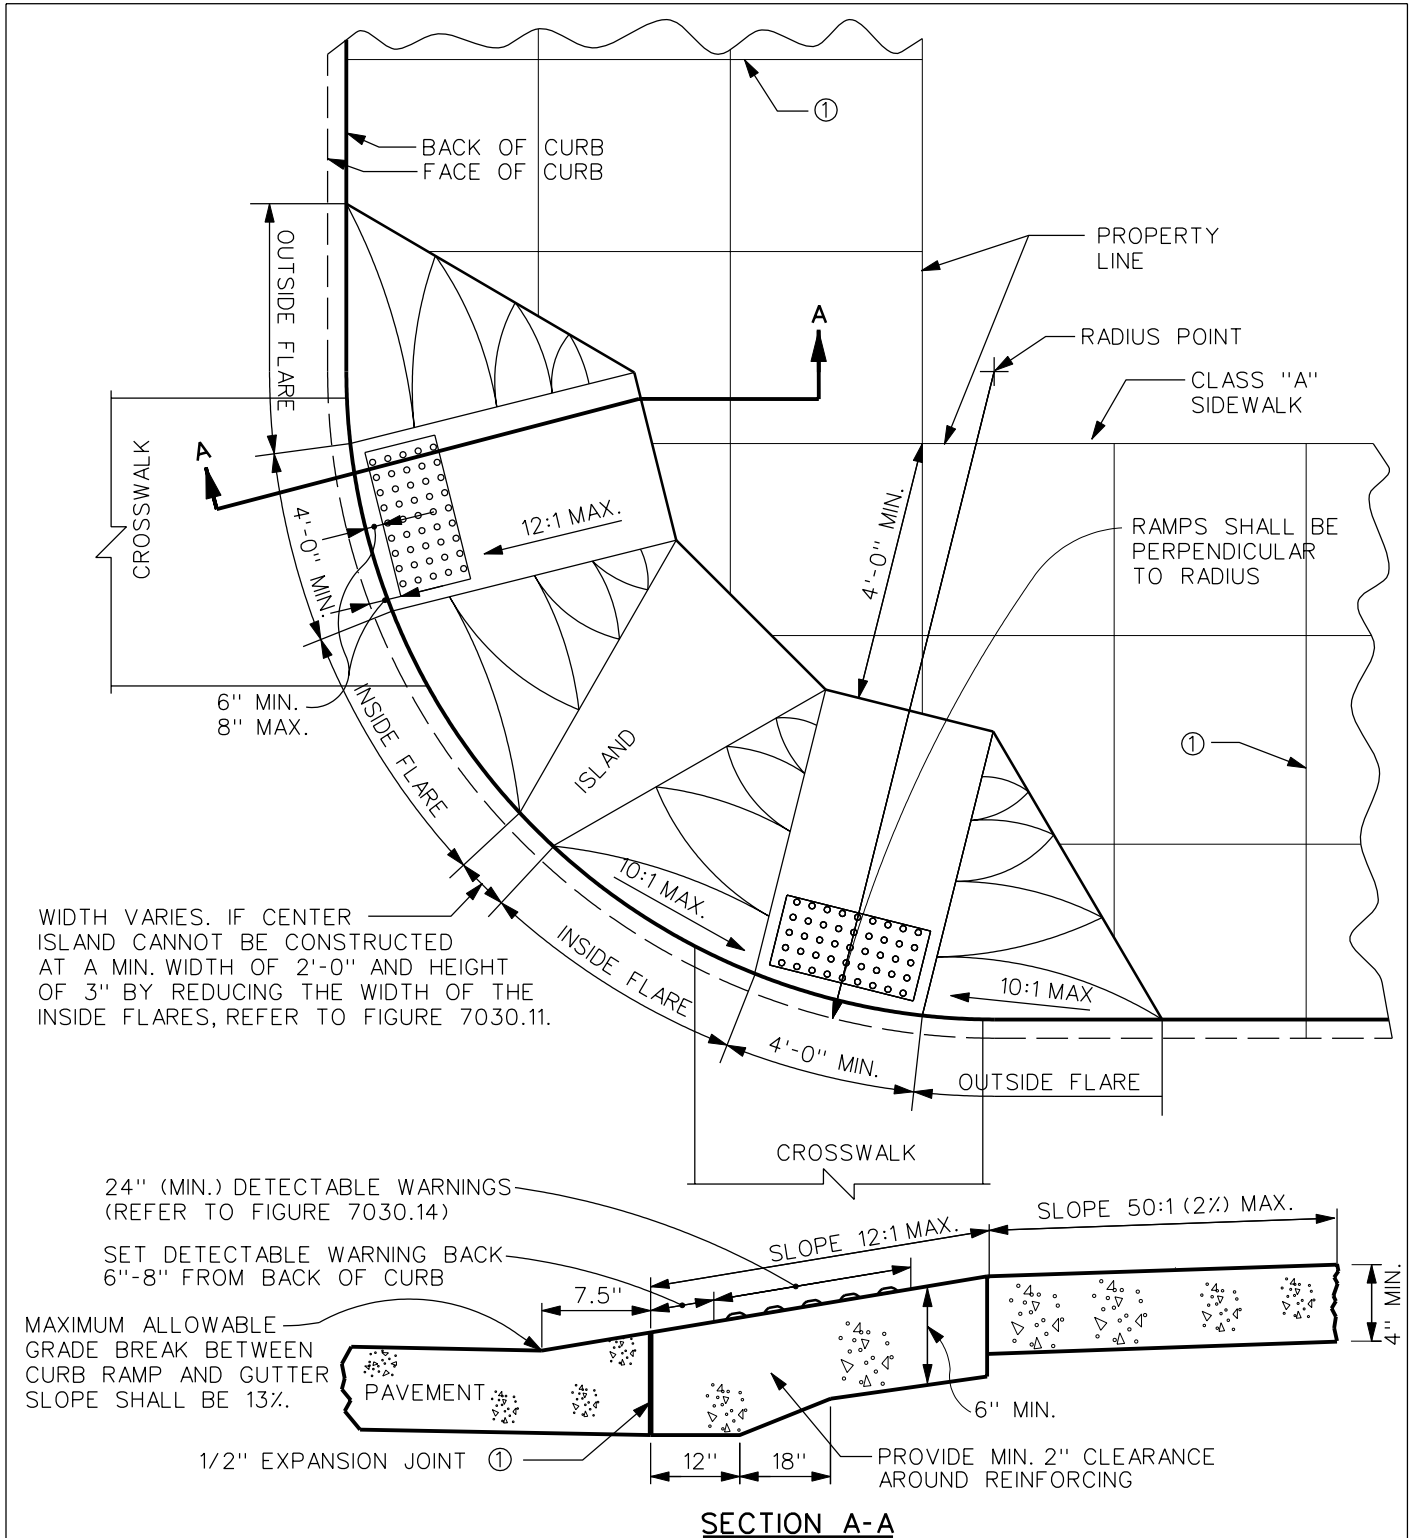 ①
BACK OF CURB
FACE OF CURB
PROPERTY
LINE
OUTSIDE FLARE
A
RADIUS POINT
CLASS "A"
SIDEWALK
CROSSWALK
A
4'-0" MIN.
12:1 MAX.
4'-0" MIN.
RAMPS SHALL BE
PERPENDICULAR
TO RADIUS
6" MIN.
8" MAX.
INSIDE FLARE
ISLAND
①
10:1 MAX.
WIDTH VARIES. IF CENTER
ISLAND CANNOT BE CONSTRUCTED
AT A MIN. WIDTH OF 2'-0" AND HEIGHT
OF 3" BY REDUCING THE WIDTH OF THE
INSIDE FLARES, REFER TO FIGURE 7030.11.
INSIDE FLARE
10:1 MAX
4'-0" MIN.
OUTSIDE FLARE
CROSSWALK
24" (MIN.) DETECTABLE WARNINGS
(REFER TO FIGURE 7030.14)
SLOPE 12:1 MAX.
SLOPE 50:1 (2%) MAX.
SET DETECTABLE WARNING BACK
6"-8" FROM BACK OF CURB
7.5"
4" MIN.
MAXIMUM ALLOWABLE
GRADE BREAK BETWEEN
CURB RAMP AND GUTTER
SLOPE SHALL BE 13%.
PAVEMENT
6" MIN.
1/2" EXPANSION JOINT ①
12"
18"
PROVIDE MIN. 2" CLEARANCE
AROUND REINFORCING
SECTION A-A